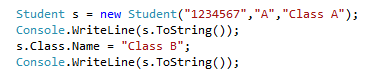 Student s = new Student("1234567","A","Class A");
Console.WriteLine(s.ToString());
s.Class.Name = "Class B";
Console.WriteLine(s.ToString());